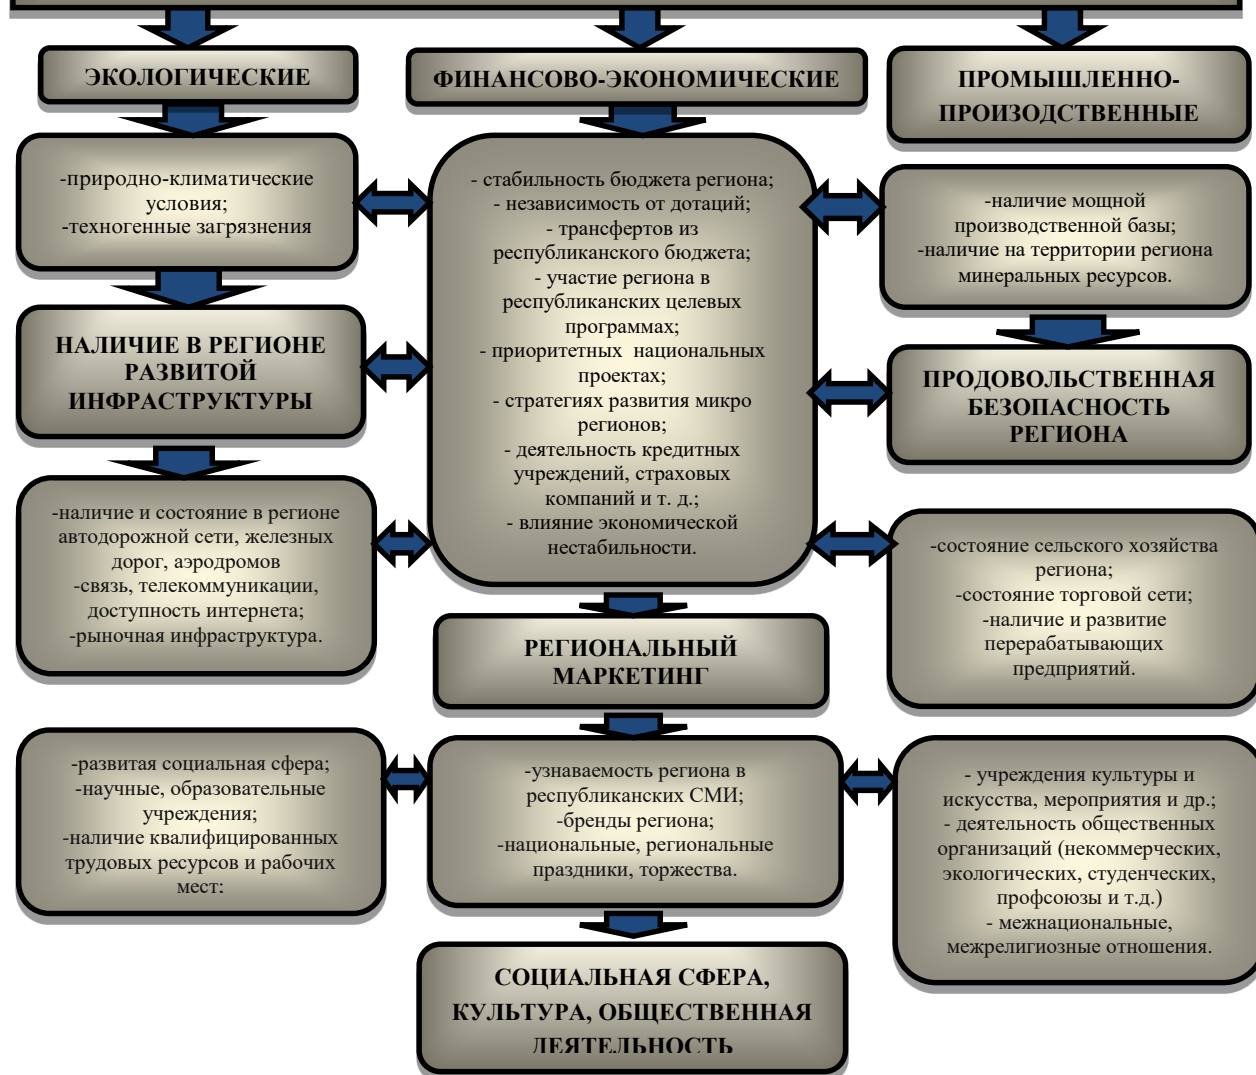 ЭКОЛОГИЧЕСКИЕ
ФИНАНСОВО-ЭКОНОМИЧЕСКИЕ
ПРОМЫШЛЕННО-
ПРОИЗОДСТВЕННЫЕ
-природно-климатические
условия;
-техногенные загрязнения
- стабильность бюджета региона;
- независимость от дотаций;
- трансфертов из
республиканского бюджета;
- участие региона в
республиканских целевых
программах;
- приоритетных национальных
проектах;
- стратегиях развития микро
регионов;
- деятельность кредитных
учреждений, страховых
компаний и т. д.;
- влияние экономической
нестабильности.
-наличие мощной
производственной базы;
-наличие на территории региона
минеральных ресурсов.
НАЛИЧИЕ В РЕГИОНЕ
РАЗВИТОЙ
ИНФРАСТРУКТУРЫ
ПРОДОВОЛЬСТВЕННАЯ
БЕЗОПАСНОСТЬ
РЕГИОНА
-наличие и состояние в регионе
автодорожной сети, железных
дорог, аэродромов
-связь, телекоммуникации,
доступность интернета;
-рыночная инфраструктура.
-состояние сельского хозяйства
региона;
-состояние торговой сети;
-наличие и развитие
перерабатывающих
предприятий.
РЕГИОНАЛЬНЫЙ
МАРКЕТИНГ
-развитая социальная сфера;
-научные, образовательные
учреждения;
-наличие квалифицированных
трудовых ресурсов и рабочих
мест:
-узнаваемость региона в
республиканских СМИ;
-бренды региона;
-национальные, региональные
праздники, торжества.
- учреждения культуры и
искусства, мероприятия и др.;
- деятельность общественных
организаций (некоммерческих,
экологических, студенческих,
профсоюзы и т.д.)
- межнациональные,
межрелигиозные отношения.
СОЦИАЛЬНАЯ СФЕРА,
КУЛЬТУРА, ОБЩЕСТВЕННАЯ
ДЕЯТЕЛЬНОСТЬ